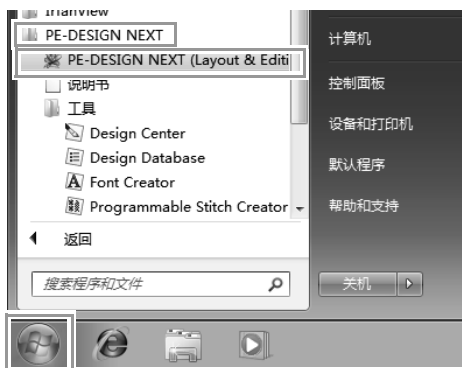 IrfanView
PE-DESIGN NEXT
PE-DESIGN NEXT (Layout & Editi
说明书
工具
Design Center
Design Database
Font Creator
Programmable Stitch Creator
返回
搜索程序和文件
计算机
控制面板
设备和打印机
默认程序
帮助和支持
关机